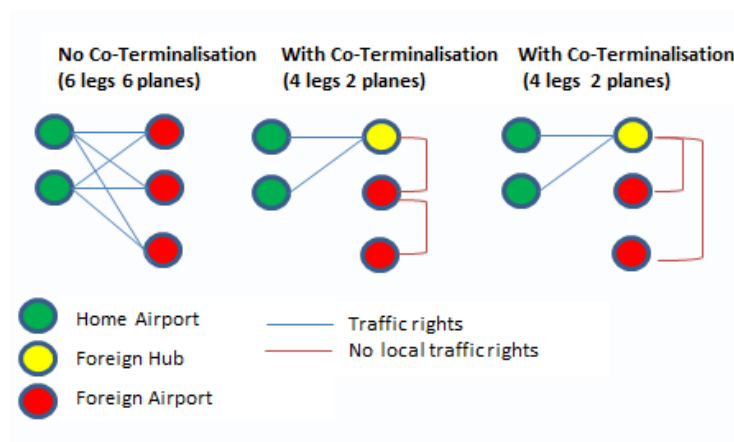 No Co-Terminalisation
(6 legs 6 planes)
With Co-Terminalisation
(4 legs 2 planes)
With Co-Terminalisation
(4 legs 2 planes)
Home Airport
Foreign Hub
Foreign Airport
Traffic rights
No local traffic rights